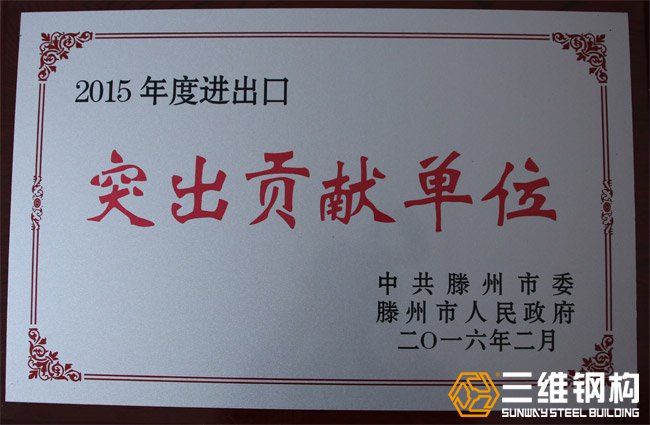 2015年度进出口
突出贡献单位
中共滕州市委
滕州市人民政府
二〇一六年二月
三维钢构
SUNWAY STEEL BUILDING